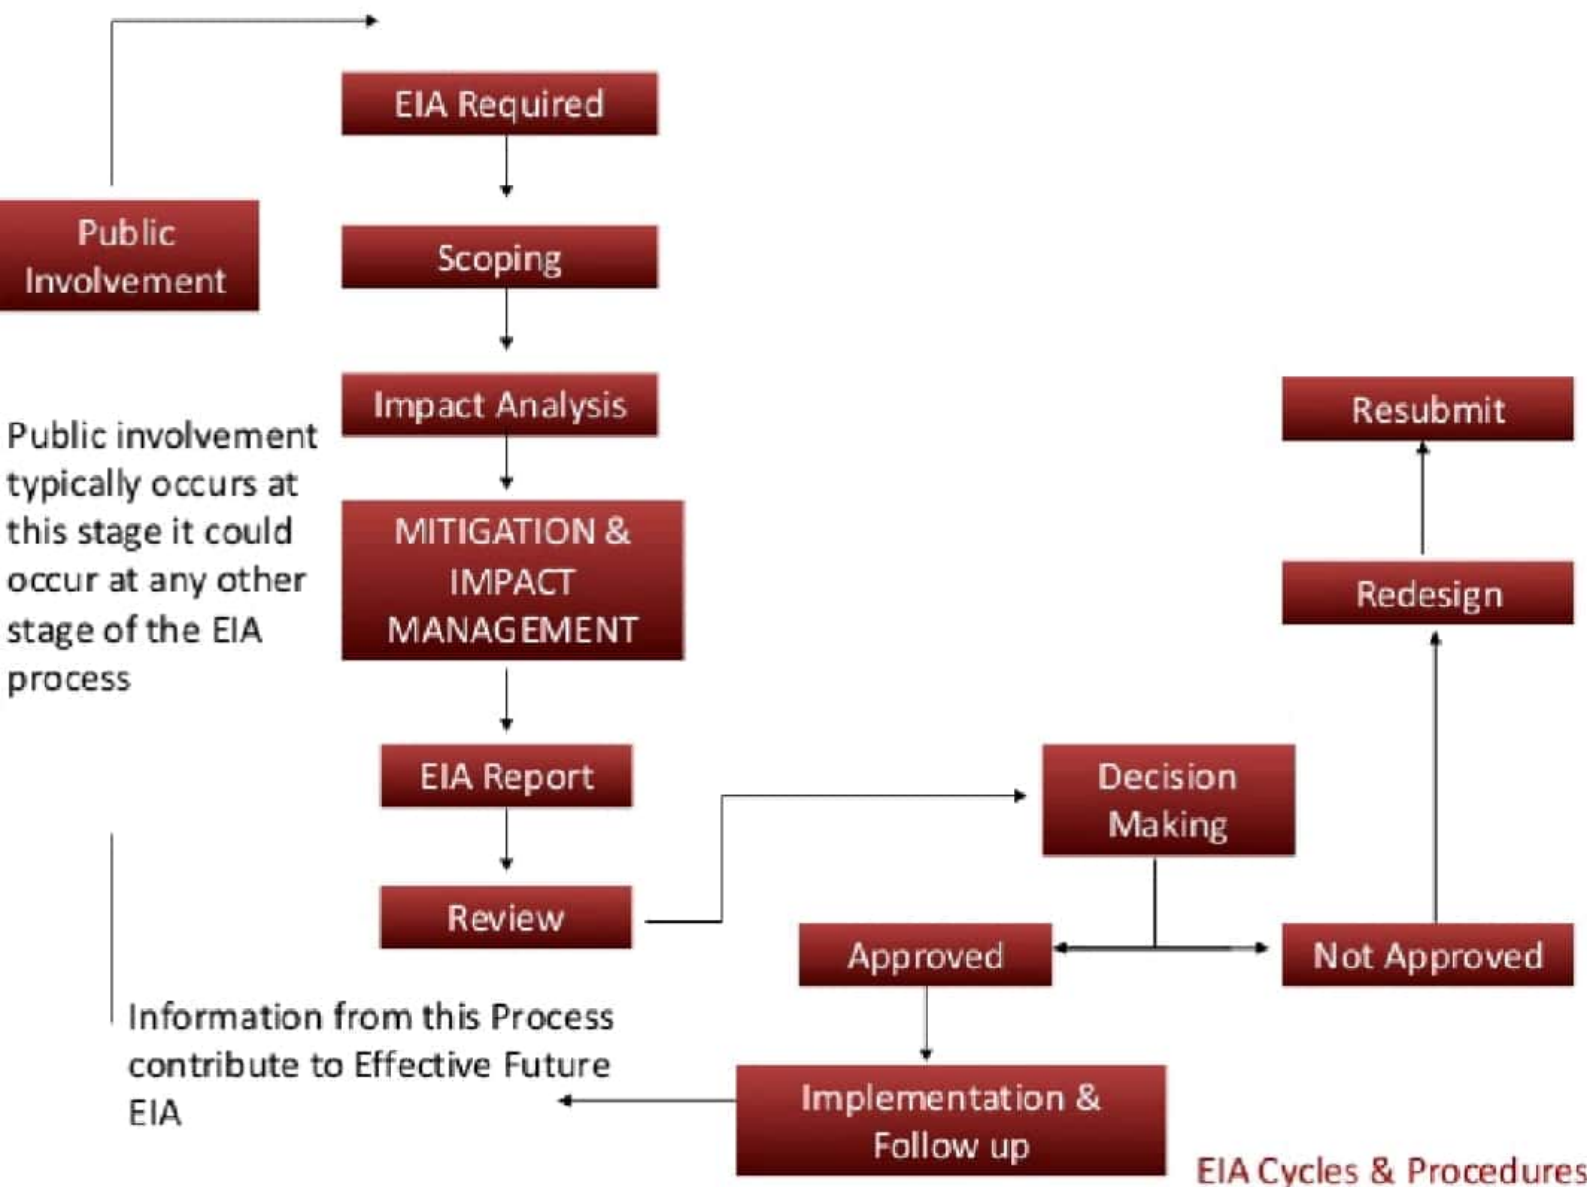 EIA Required
Public
Involvement
Scoping
Impact Analysis
Public involvement
typically occurs at
this stage it could
occur at any other
stage of the EIA
process
MITIGATION &
IMPACT
MANAGEMENT
Resubmit
Redesign
EIA Report
Decision
Making
Review
Approved
Not Approved
Information from this Process
contribute to Effective Future
EIA
Implementation &
Follow up
EIA Cycles & Procedures